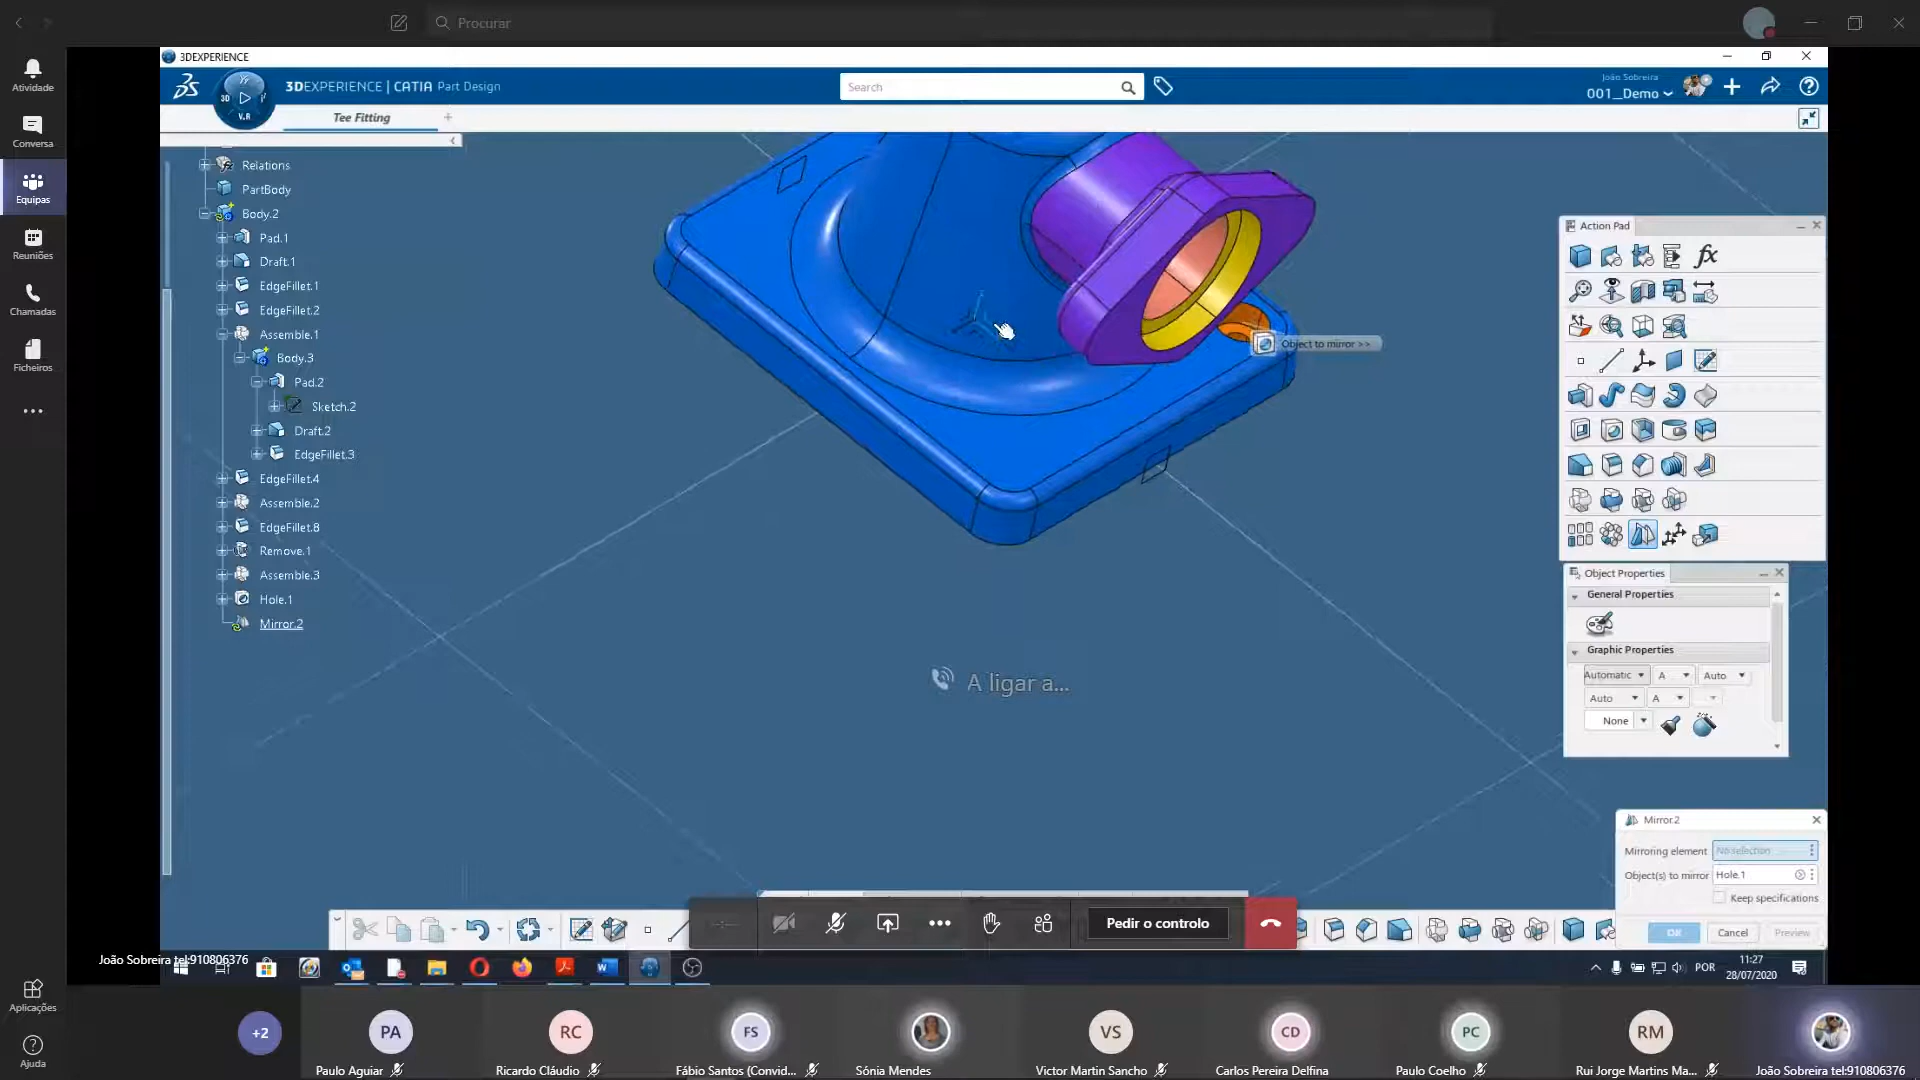 Procurar
Atividade
Conversa
Equipas
Reuniões
Chamadas
Ficheiros
Aplicações
Ajuda
3DEXPERIENCE
3DEXPERIENCE | CATIA Part Design
3D
V.R
Search
João Sobreira
001_Demo
Tee Fitting
Relations
PartBody
Body.2
Pad.1
Draft.1
EdgeFillet.1
EdgeFillet.2
Assemble.1
Body.3
Pad.2
Sketch.2
Draft.2
EdgeFillet.3
EdgeFillet.4
Assemble.2
EdgeFillet.8
Remove.1
Assemble.3
Hole.1
Mirror.2
Object to mirror >>
A ligar a...
Action Pad
fx
Object Properties
General Properties
Graphic Properties
Automatic A Auto
Auto A
None
Mirror.2
Mirroring element No selection
Object(s) to mirror Hole.1
Keep specifications
OK Cancel Preview
Pedir o controlo
João Sobreira tel:910806376
POR
11:27
28/07/2020
+2
PA
Paulo Aguiar
RC
Ricardo Cláudio
FS
Fábio Santos (Convid...
Sónia Mendes
VS
Victor Martin Sancho
CD
Carlos Pereira Delfina
PC
Paulo Coelho
RM
Rui Jorge Martins Ma...
João Sobreira tel:910806376